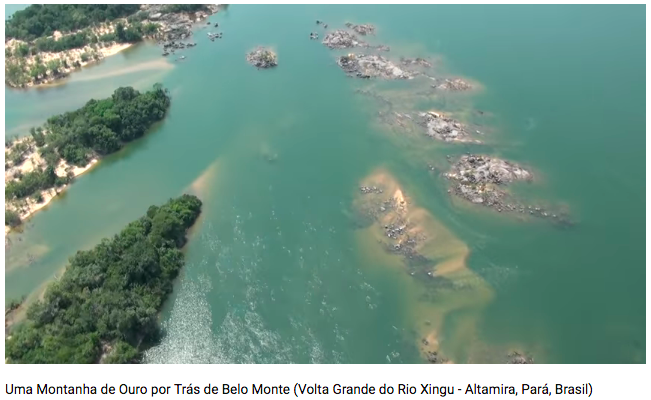 Uma Montanha de Ouro por Trás de Belo Monte (Volta Grande do Rio Xingu - Altamira, Pará, Brasil)